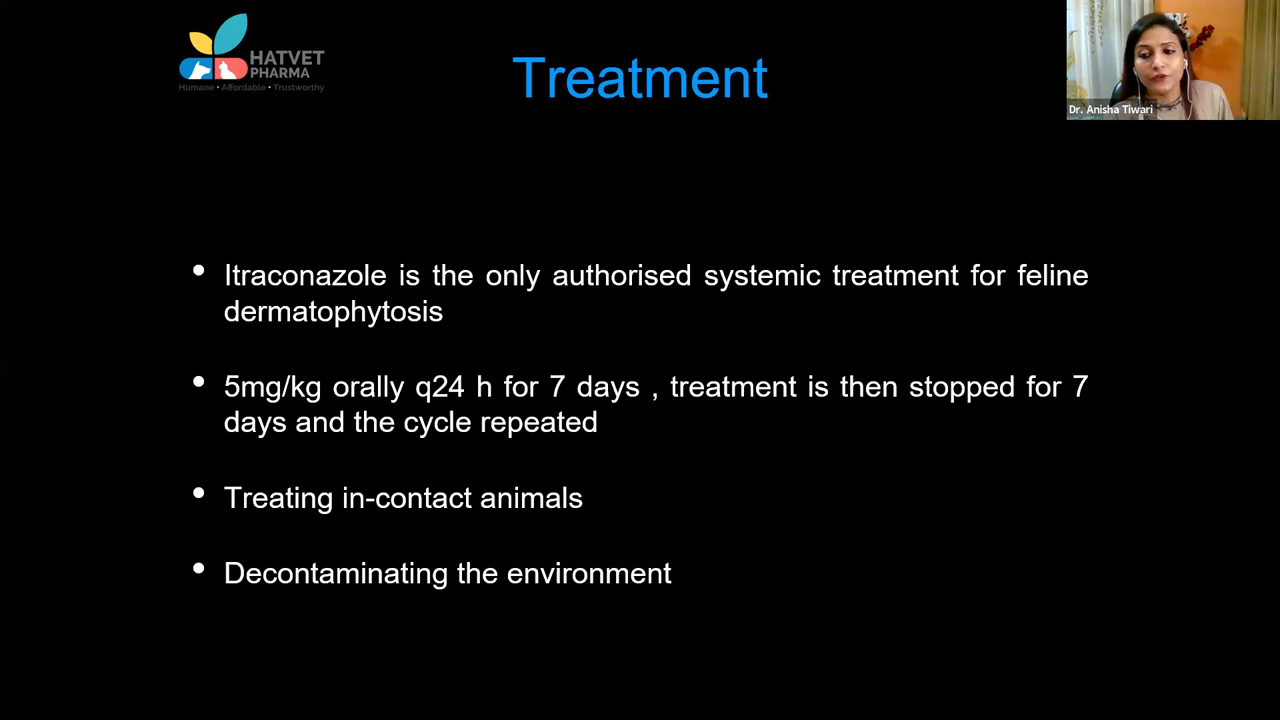 HATVET
PHARMA
Humane • Affordable • Trustworthy
Treatment
Dr. Anisha Tiwari
• Itraconazole is the only authorised systemic treatment for feline
dermatophytosis
• 5mg/kg orally q24 h for 7 days , treatment is then stopped for 7
days and the cycle repeated
• Treating in-contact animals
• Decontaminating the environment